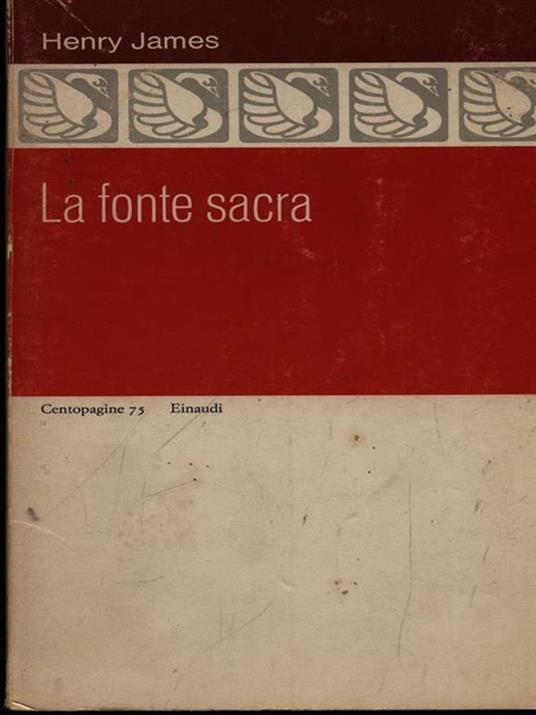 Henry James
La fonte sacra
Centopagine 75 Einaudi